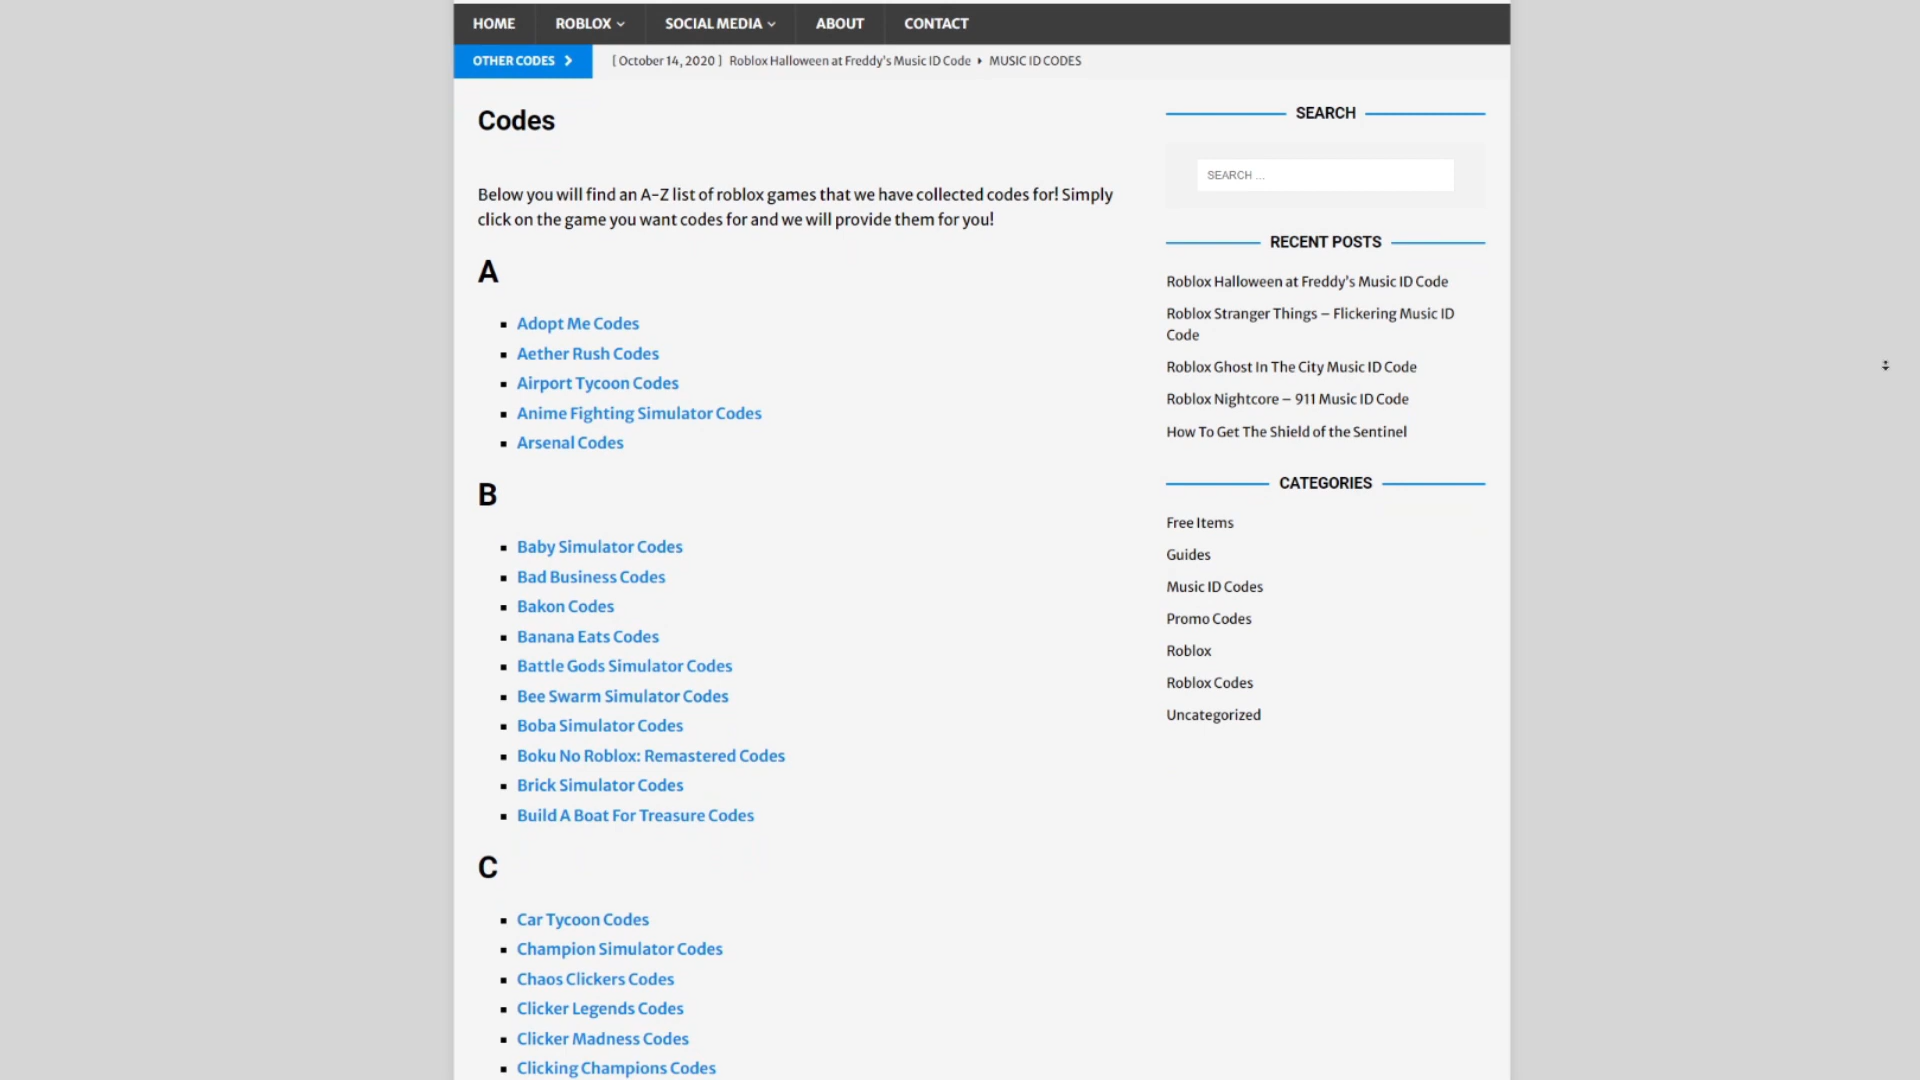 HOME ROBLOX SOCIAL MEDIA ABOUT CONTACT
OTHER CODES [ October 14, 2020 ] Roblox Halloween at Freddy's Music ID Code MUSIC ID CODES
Codes
Below you will find an A-Z list of roblox games that we have collected codes for! Simply
click on the game you want codes for and we will provide them for you!
A
Adopt Me Codes
Aether Rush Codes
Airport Tycoon Codes
Anime Fighting Simulator Codes
Arsenal Codes
B
Baby Simulator Codes
Bad Business Codes
Bakon Codes
Banana Eats Codes
Battle Gods Simulator Codes
Bee Swarm Simulator Codes
Boba Simulator Codes
Boku No Roblox: Remastered Codes
Brick Simulator Codes
Build A Boat For Treasure Codes
C
Car Tycoon Codes
Champion Simulator Codes
Chaos Clickers Codes
Clicker Legends Codes
Clicker Madness Codes
Clicking Champions Codes
SEARCH
SEARCH ...
RECENT POSTS
Roblox Halloween at Freddy's Music ID Code
Roblox Stranger Things – Flickering Music ID
Code
Roblox Ghost In The City Music ID Code
Roblox Nightcore – 911 Music ID Code
How To Get The Shield of the Sentinel
CATEGORIES
Free Items
Guides
Music ID Codes
Promo Codes
Roblox
Roblox Codes
Uncategorized